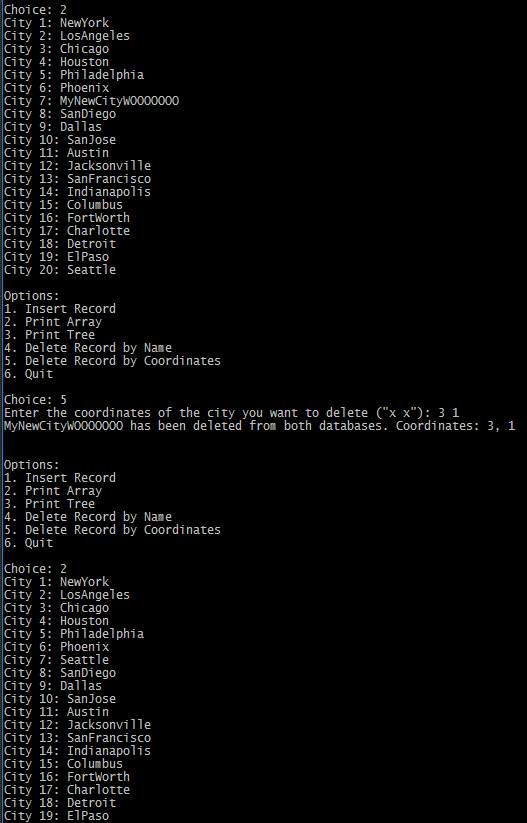 Choice: 2
City 1: NewYork
City 2: LosAngeles
City 3: Chicago
City 4: Houston
City 5: Philadelphia
City 6: Phoenix
City 7: MyNewCityWOOOOOOO
City 8: SanDiego
City 9: Dallas
City 10: SanJose
City 11: Austin
City 12: Jacksonville
City 13: SanFrancisco
City 14: Indianapolis
City 15: Columbus
City 16: FortWorth
City 17: Charlotte
City 18: Detroit
City 19: ElPaso
City 20: Seattle
Options:
1. Insert Record
2. Print Array
3. Print Tree
4. Delete Record by Name
5. Delete Record by Coordinates
6. Quit
Choice: 5
Enter the coordinates of the city you want to delete ("x x"): 3 1
MyNewCityWOOOOOOO has been deleted from both databases. Coordinates: 3, 1
Options:
1. Insert Record
2. Print Array
3. Print Tree
4. Delete Record by Name
5. Delete Record by Coordinates
6. Quit
Choice: 2
City 1: NewYork
City 2: LosAngeles
City 3: Chicago
City 4: Houston
City 5: Philadelphia
City 6: Phoenix
City 7: Seattle
City 8: SanDiego
City 9: Dallas
City 10: SanJose
City 11: Austin
City 12: Jacksonville
City 13: SanFrancisco
City 14: Indianapolis
City 15: Columbus
City 16: FortWorth
City 17: Charlotte
City 18: Detroit
City 19: ElPaso